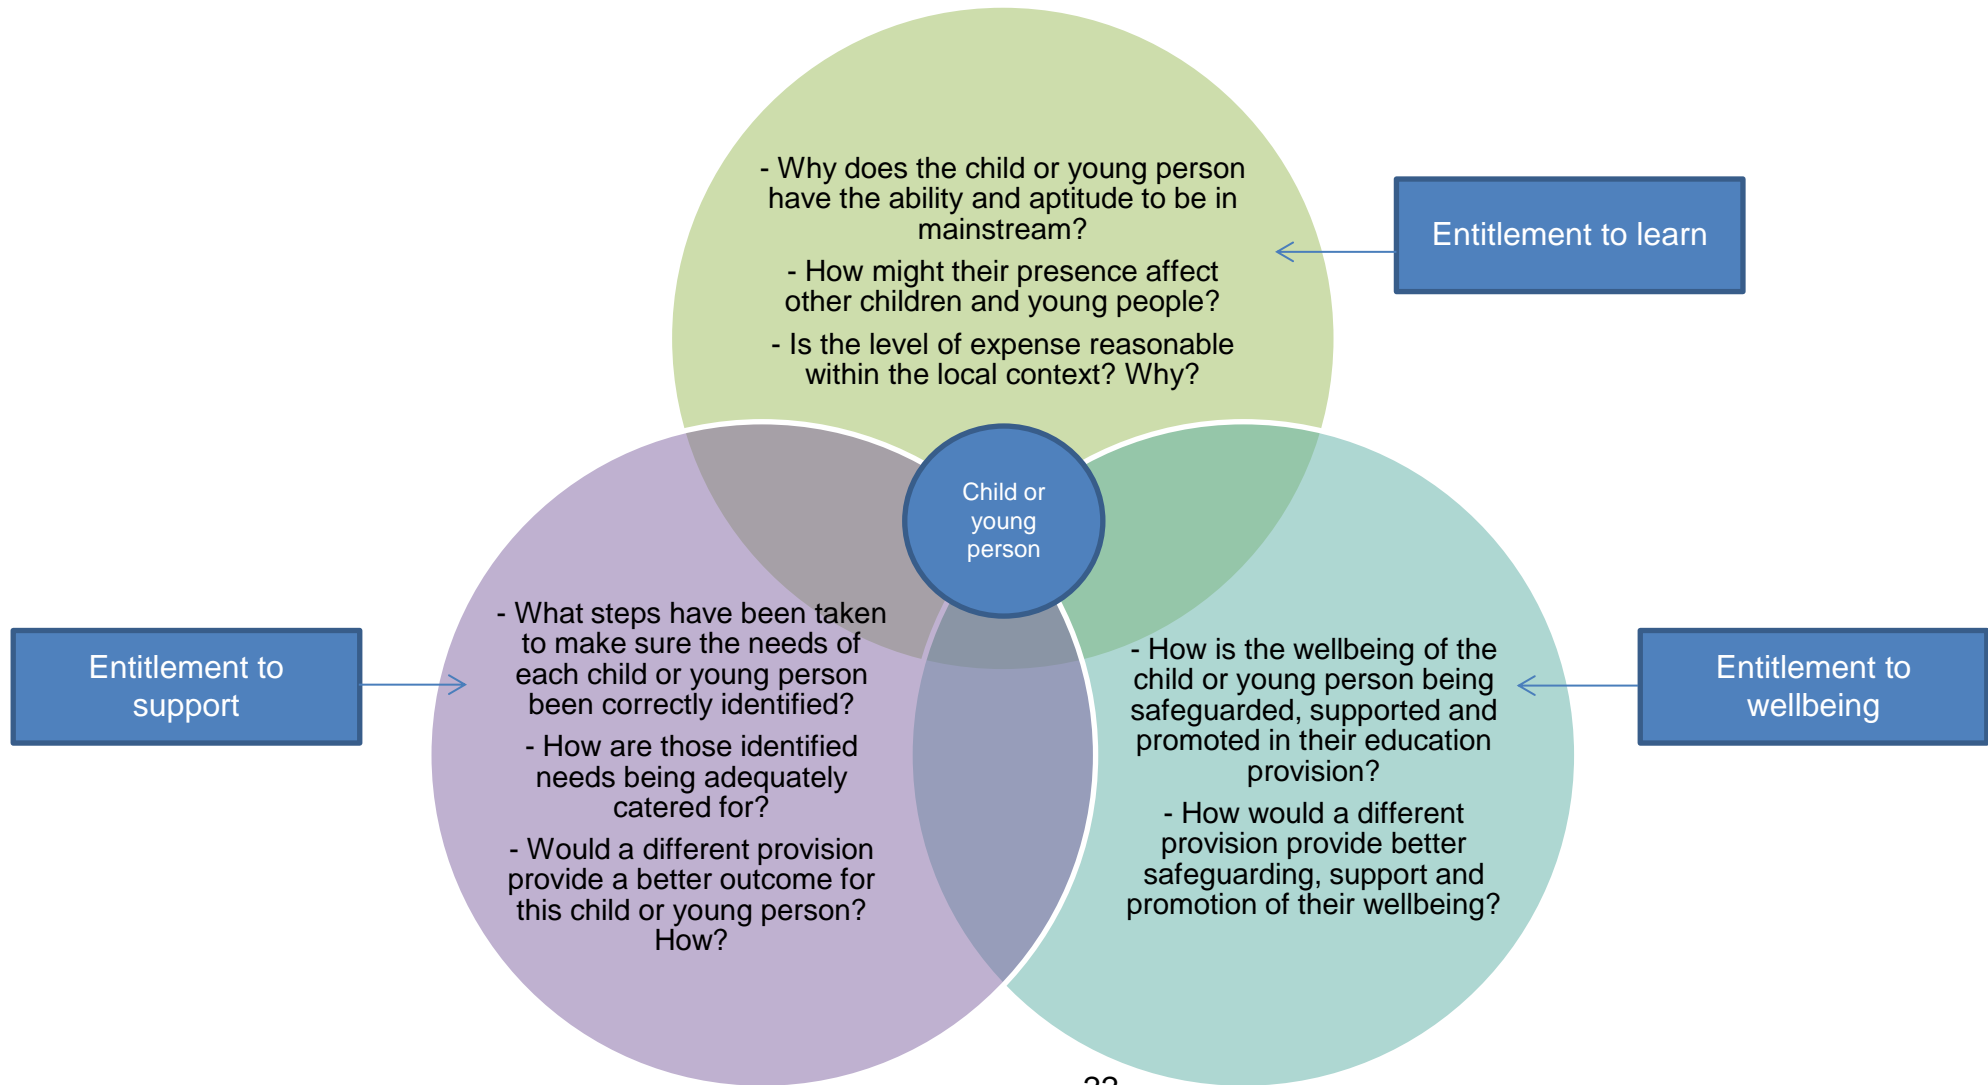 - Why does the child or young person
have the ability and aptitude to be in
mainstream?
- How might their presence affect
other children and young people?
- Is the level of expense reasonable
within the local context? Why?
Entitlement to learn
Child or
young
person
Entitlement to
support
- What steps have been taken
to make sure the needs of
each child or young person
been correctly identified?
- How are those identified
needs being adequately
catered for?
- Would a different provision
provide a better outcome for
this child or young person?
How?
- How is the wellbeing of the
child or young person being
safeguarded, supported and
promoted in their education
provision?
- How would a different
provision provide better
safeguarding, support and
promotion of their wellbeing?
Entitlement to
wellbeing